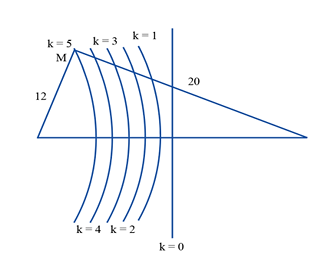 k = 1
k = 5 k = 3
M
20
12
k = 4 k = 2
k = 0